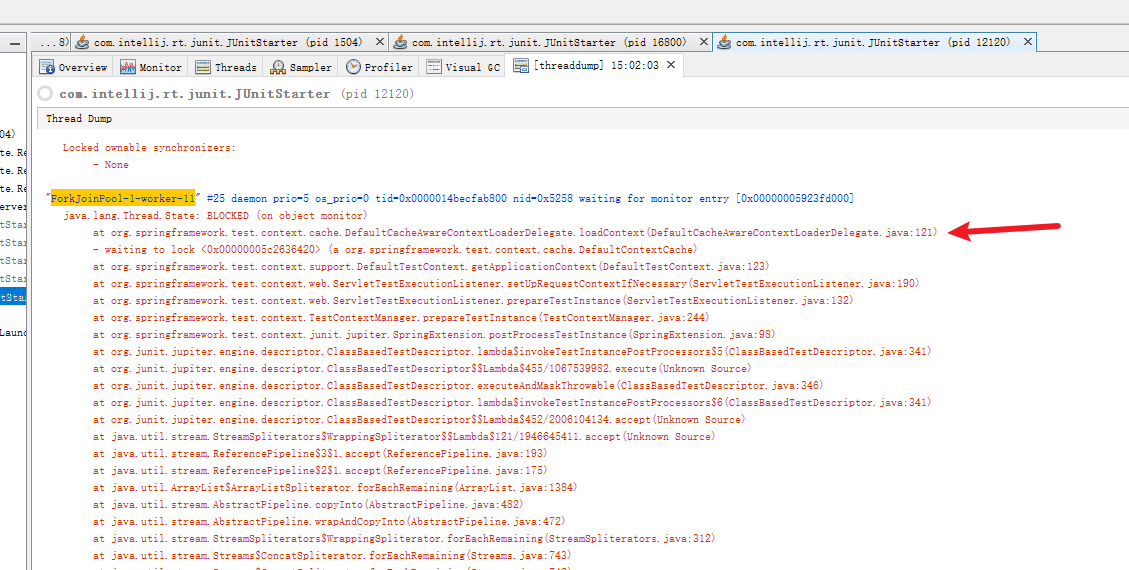 ...8)
com.intellij.rt.junit.JUnitStarter (pid 1504)
com.intellij.rt.junit.JUnitStarter (pid 16800)
com.intellij.rt.junit.JUnitStarter (pid 12120)
Overview
Monitor
Threads
Sampler
Profiler
Visual GC
[threaddump] 15:02:03
com.intellij.rt.junit.JUnitStarter (pid 12120)
Thread Dump
04)
te.Re
te.Re
te.Re
te.Re
erver
tStar
tStar
tStar
tStar
tStar
Launc
Locked ownable synchronizers:
- None
"ForkJoinPool-1-worker-11" #25 daemon prio=5 os_prio=0 tid=0x0000014becfab800 nid=0x5258 waiting for monitor entry [0x00000005923fd000]
java.lang.Thread.State: BLOCKED (on object monitor)
at org.springframework.test.context.cache.DefaultCacheAwareContextLoaderDelegate.loadContext(DefaultCacheAwareContextLoaderDelegate.java:121)
- waiting to lock <0x00000005c2636420> (a org.springframework.test.context.cache.DefaultContextCache)
at org.springframework.test.context.support.DefaultTestContext.getApplicationContext(DefaultTestContext.java:123)
at org.springframework.test.context.web.ServletTestExecutionListener.setUpRequestContextIfNecessary(ServletTestExecutionListener.java:190)
at org.springframework.test.context.web.ServletTestExecutionListener.prepareTestInstance(ServletTestExecutionListener.java:132)
at org.springframework.test.context.TestContextManager.prepareTestInstance(TestContextManager.java:244)
at org.springframework.test.context.junit.jupiter.SpringExtension.postProcessTestInstance(SpringExtension.java:98)
at org.junit.jupiter.engine.descriptor.ClassBasedTestDescriptor.lambda$invokeTestInstancePostProcessors$5(ClassBasedTestDescriptor.java:341)
at org.junit.jupiter.engine.descriptor.ClassBasedTestDescriptor$$Lambda$455/1067539982.execute(Unknown Source)
at org.junit.jupiter.engine.descriptor.ClassBasedTestDescriptor.executeAndMaskThrowable(ClassBasedTestDescriptor.java:346)
at org.junit.jupiter.engine.descriptor.ClassBasedTestDescriptor.lambda$invokeTestInstancePostProcessors$6(ClassBasedTestDescriptor.java:341)
at org.junit.jupiter.engine.descriptor.ClassBasedTestDescriptor$$Lambda$452/2006104134.accept(Unknown Source)
at java.util.stream.StreamSpliterators$WrappingSpliterator$$Lambda$121/1946645411.accept(Unknown Source)
at java.util.stream.ReferencePipeline$3$1.accept(ReferencePipeline.java:193)
at java.util.stream.ReferencePipeline$2$1.accept(ReferencePipeline.java:175)
at java.util.ArrayList$ArrayListSpliterator.forEachRemaining(ArrayList.java:1384)
at java.util.stream.AbstractPipeline.copyInto(AbstractPipeline.java:482)
at java.util.stream.AbstractPipeline.wrapAndCopyInto(AbstractPipeline.java:472)
at java.util.stream.StreamSpliterators$WrappingSpliterator.forEachRemaining(StreamSpliterators.java:312)
at java.util.stream.Streams$ConcatSpliterator.forEachRemaining(Streams.java:743)